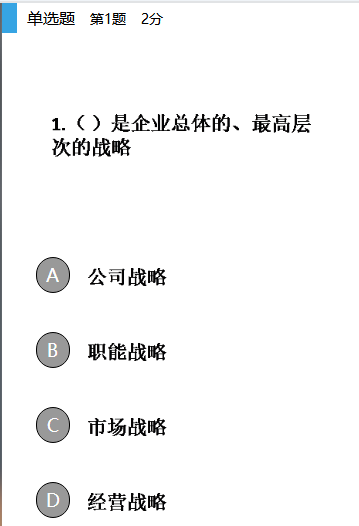 单选题 第1题 2分
1.（ ）是企业总体的、最高层
次的战略
A 公司战略
B 职能战略
C 市场战略
D 经营战略